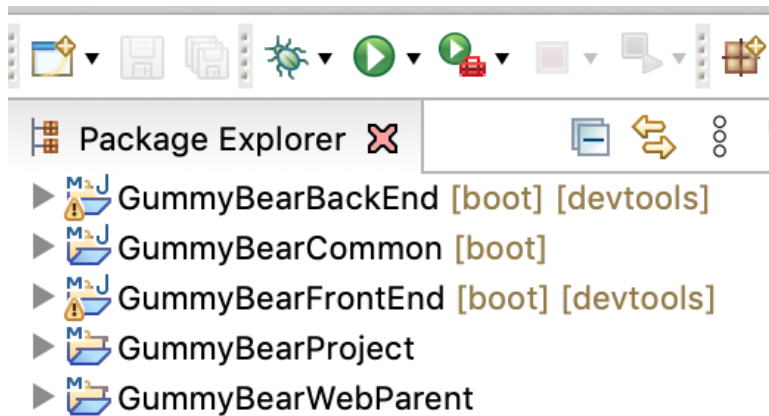 Package Explorer
GummyBearBackEnd [boot] [devtools]
GummyBearCommon [boot]
GummyBearFrontEnd [boot] [devtools]
GummyBearProject
GummyBearWebParent